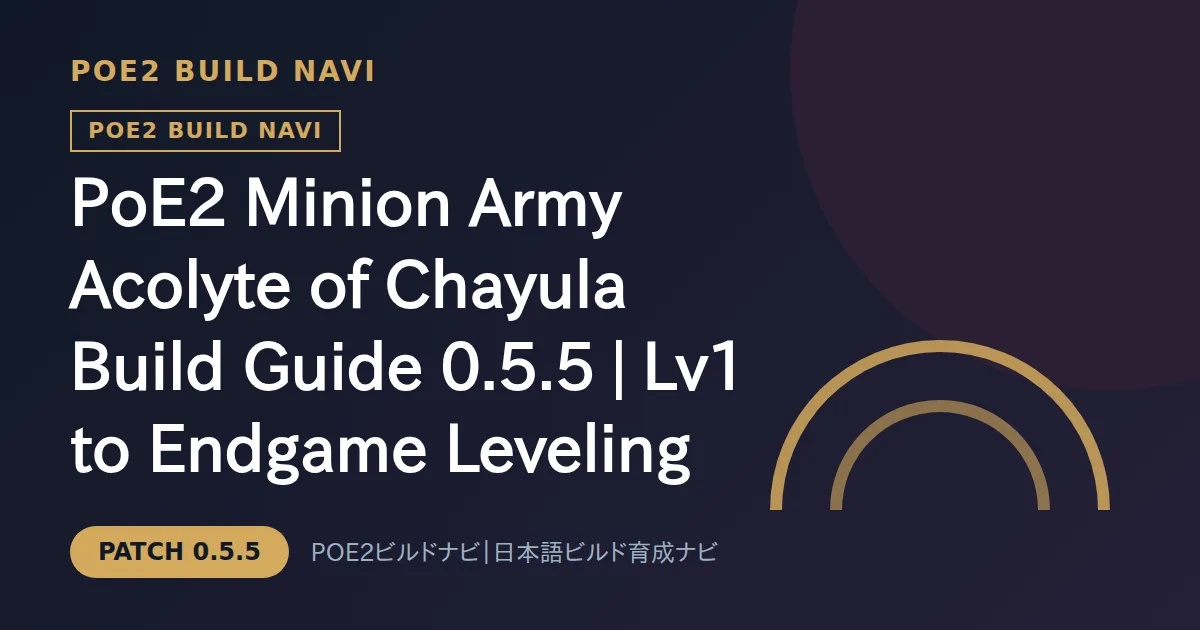 POE2 BUILD NAVI
POE2 BUILD NAVI
PoE2 Minion Army
Acolyte of Chayula
Build Guide 0.5.5 | Lv1
to Endgame Leveling
PATCH 0.5.5
POE2ビルドナビ|日本語ビルド育成ナビ